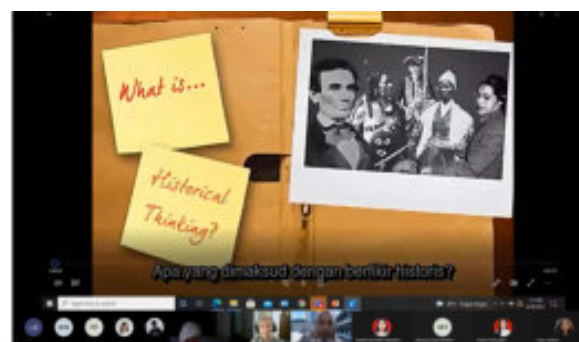 What is...
Historical
Thinking?
Apa yang dimaksud dengan berfikir historis?